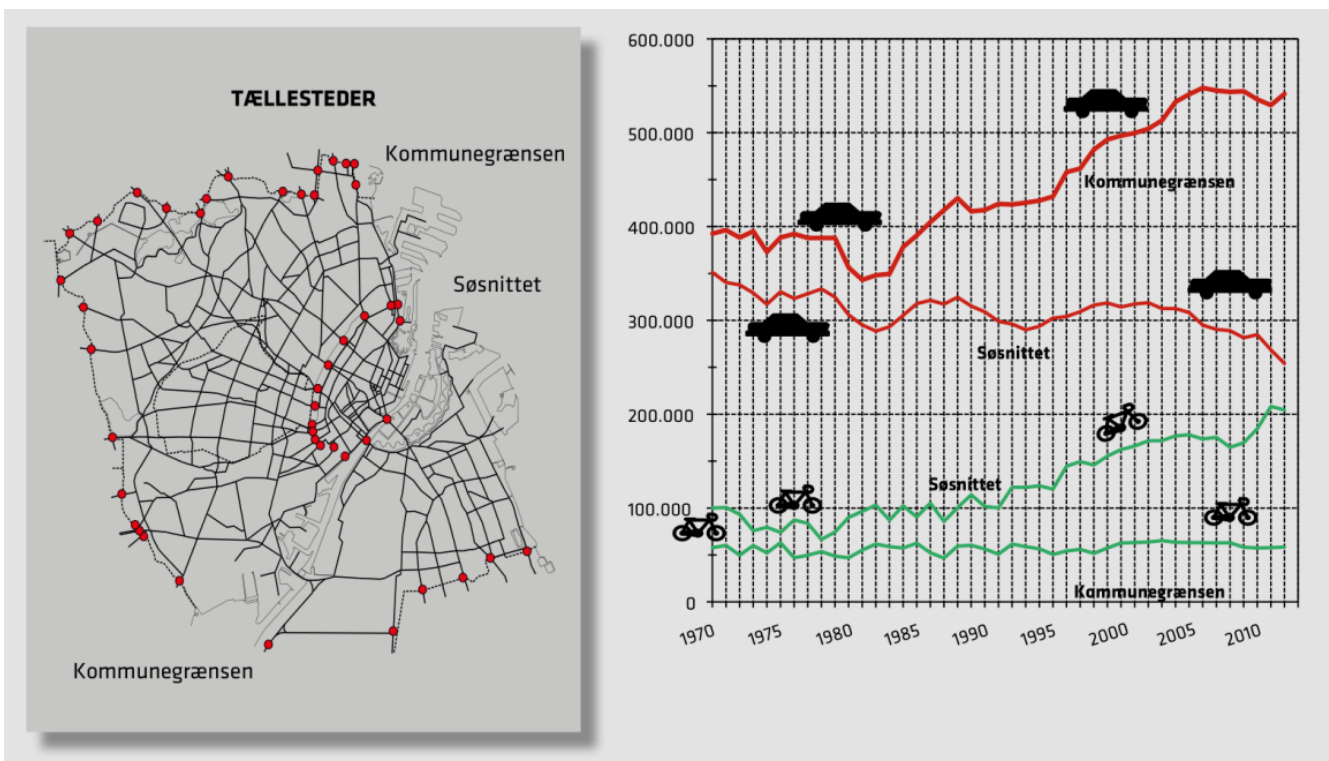 TÆLLESTEDER
Kommunegrænsen
Søsnittet
Kommunegrænsen
600.000
500.000
400.000
300.000
200.000
100.000
0
Kommunegrænsen
Søsnittet
Søsnittet
Kommunegrænsen
1970
1975
1980
1985
1990
1995
2000
2005
2010